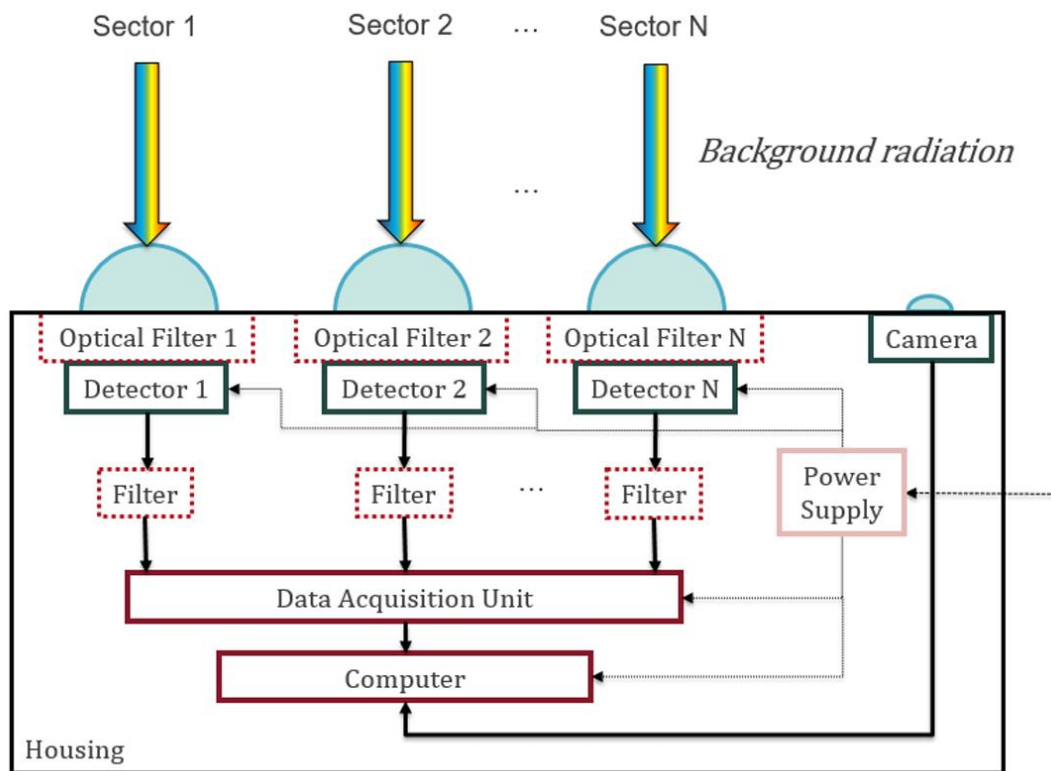 Sector 1
Sector 2
...
Sector N
Background radiation
...
Optical Filter 1
Optical Filter 2
Optical Filter N
Camera
Detector 1
Detector 2
Detector N
Filter
Filter
...
Filter
Power
Supply
Data Acquisition Unit
Computer
Housing